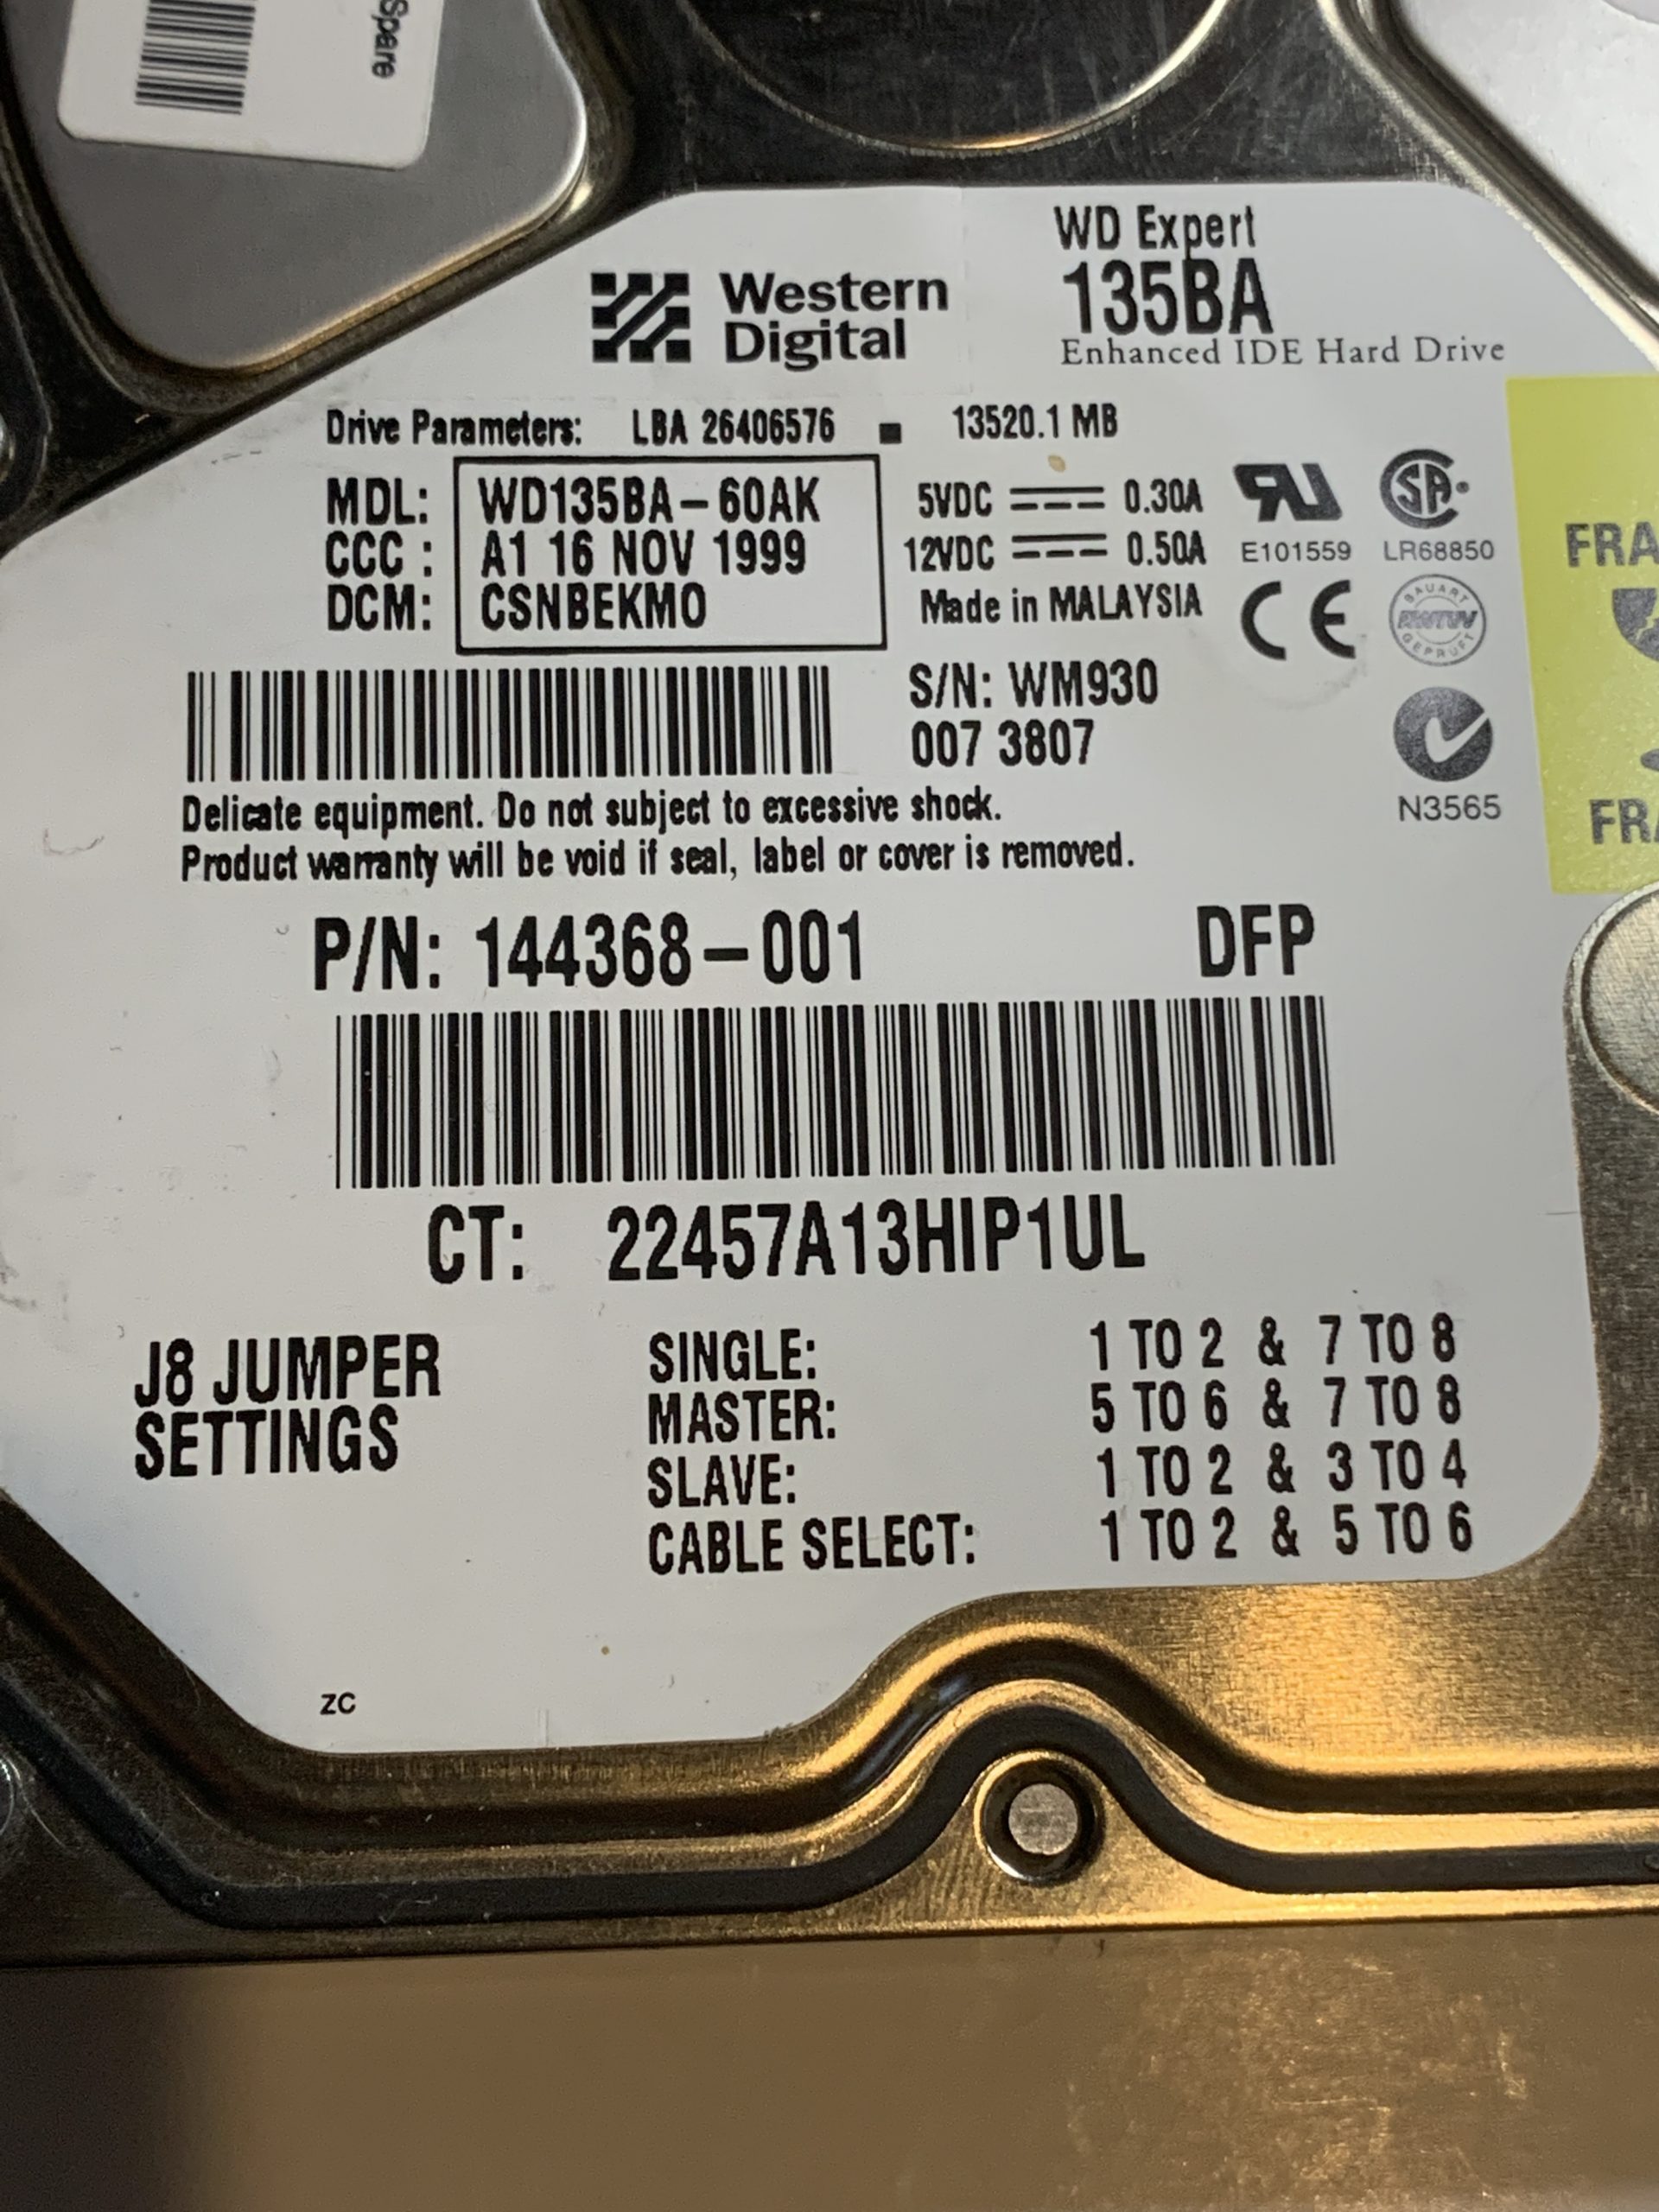 Spare
WD Expert
135BA
Enhanced IDE Hard Drive
Western
Digital
Drive Parameters: LBA 26406576 ■ 13520.1 MB
MDL: WD135BA-60AK
CCC: A1 16 NOV 1999
DCM: CSNBEKMO
5VDC 0.30A
12VDC 0.50A
Made in MALAYSIA
E101559
LR68850
CE
BAUART
GEPRUFT
S/N: WM930
007 3807
N3565
FRA
FRA
Delicate equipment. Do not subject to excessive shock.
Product warranty will be void if seal, label or cover is removed.
P/N: 144368-001 DFP
CT: 22457A13HIP1UL
J8 JUMPER
SETTINGS
SINGLE: 1 TO 2 & 7 TO 8
MASTER: 5 TO 6 & 7 TO 8
SLAVE: 1 TO 2 & 3 TO 4
CABLE SELECT: 1 TO 2 & 5 TO 6
ZC